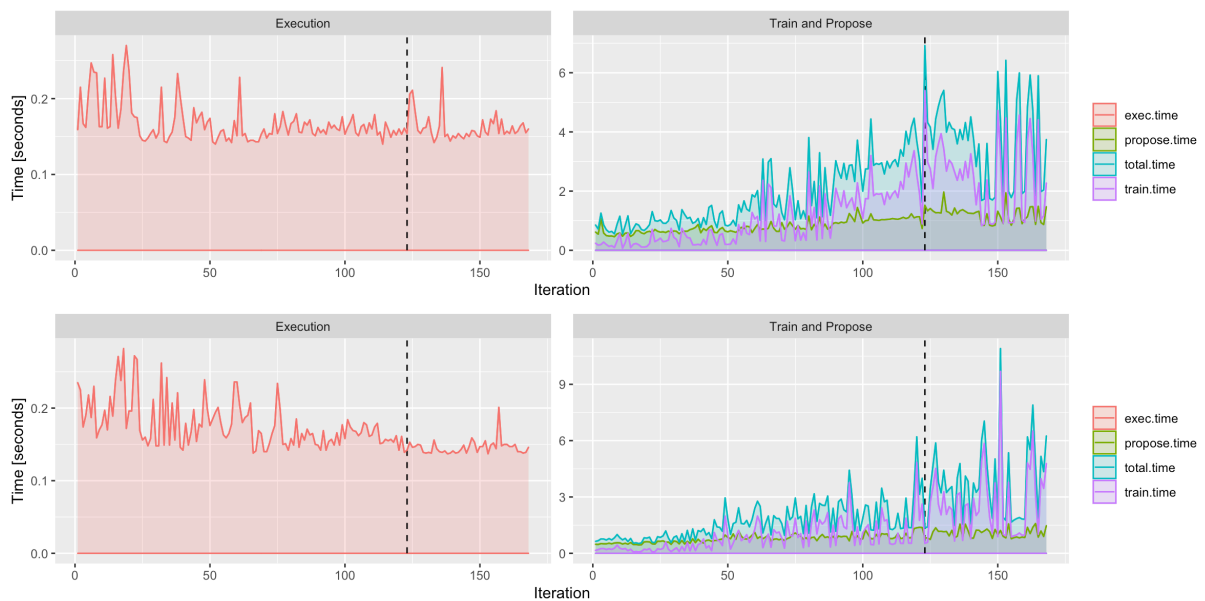 Execution
Train and Propose
Time [seconds]
0.2
0.1
0.0
0
50
100
150
6
4
2
0
0
50
100
150
Iteration
exec.time
propose.time
total.time
train.time
Execution
Train and Propose
Time [seconds]
0.2
0.1
0.0
0
50
100
150
9
6
3
0
0
50
100
150
Iteration
exec.time
propose.time
total.time
train.time